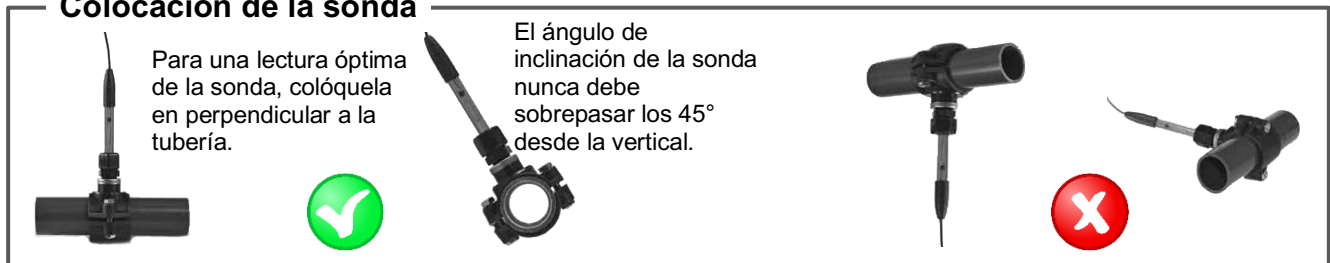 Colocación de la sonda
Para una lectura óptima
de la sonda, colóquela
en perpendicular a la
tubería.
El ángulo de
inclinación de la sonda
nunca debe
sobrepasar los 45°
desde la vertical.